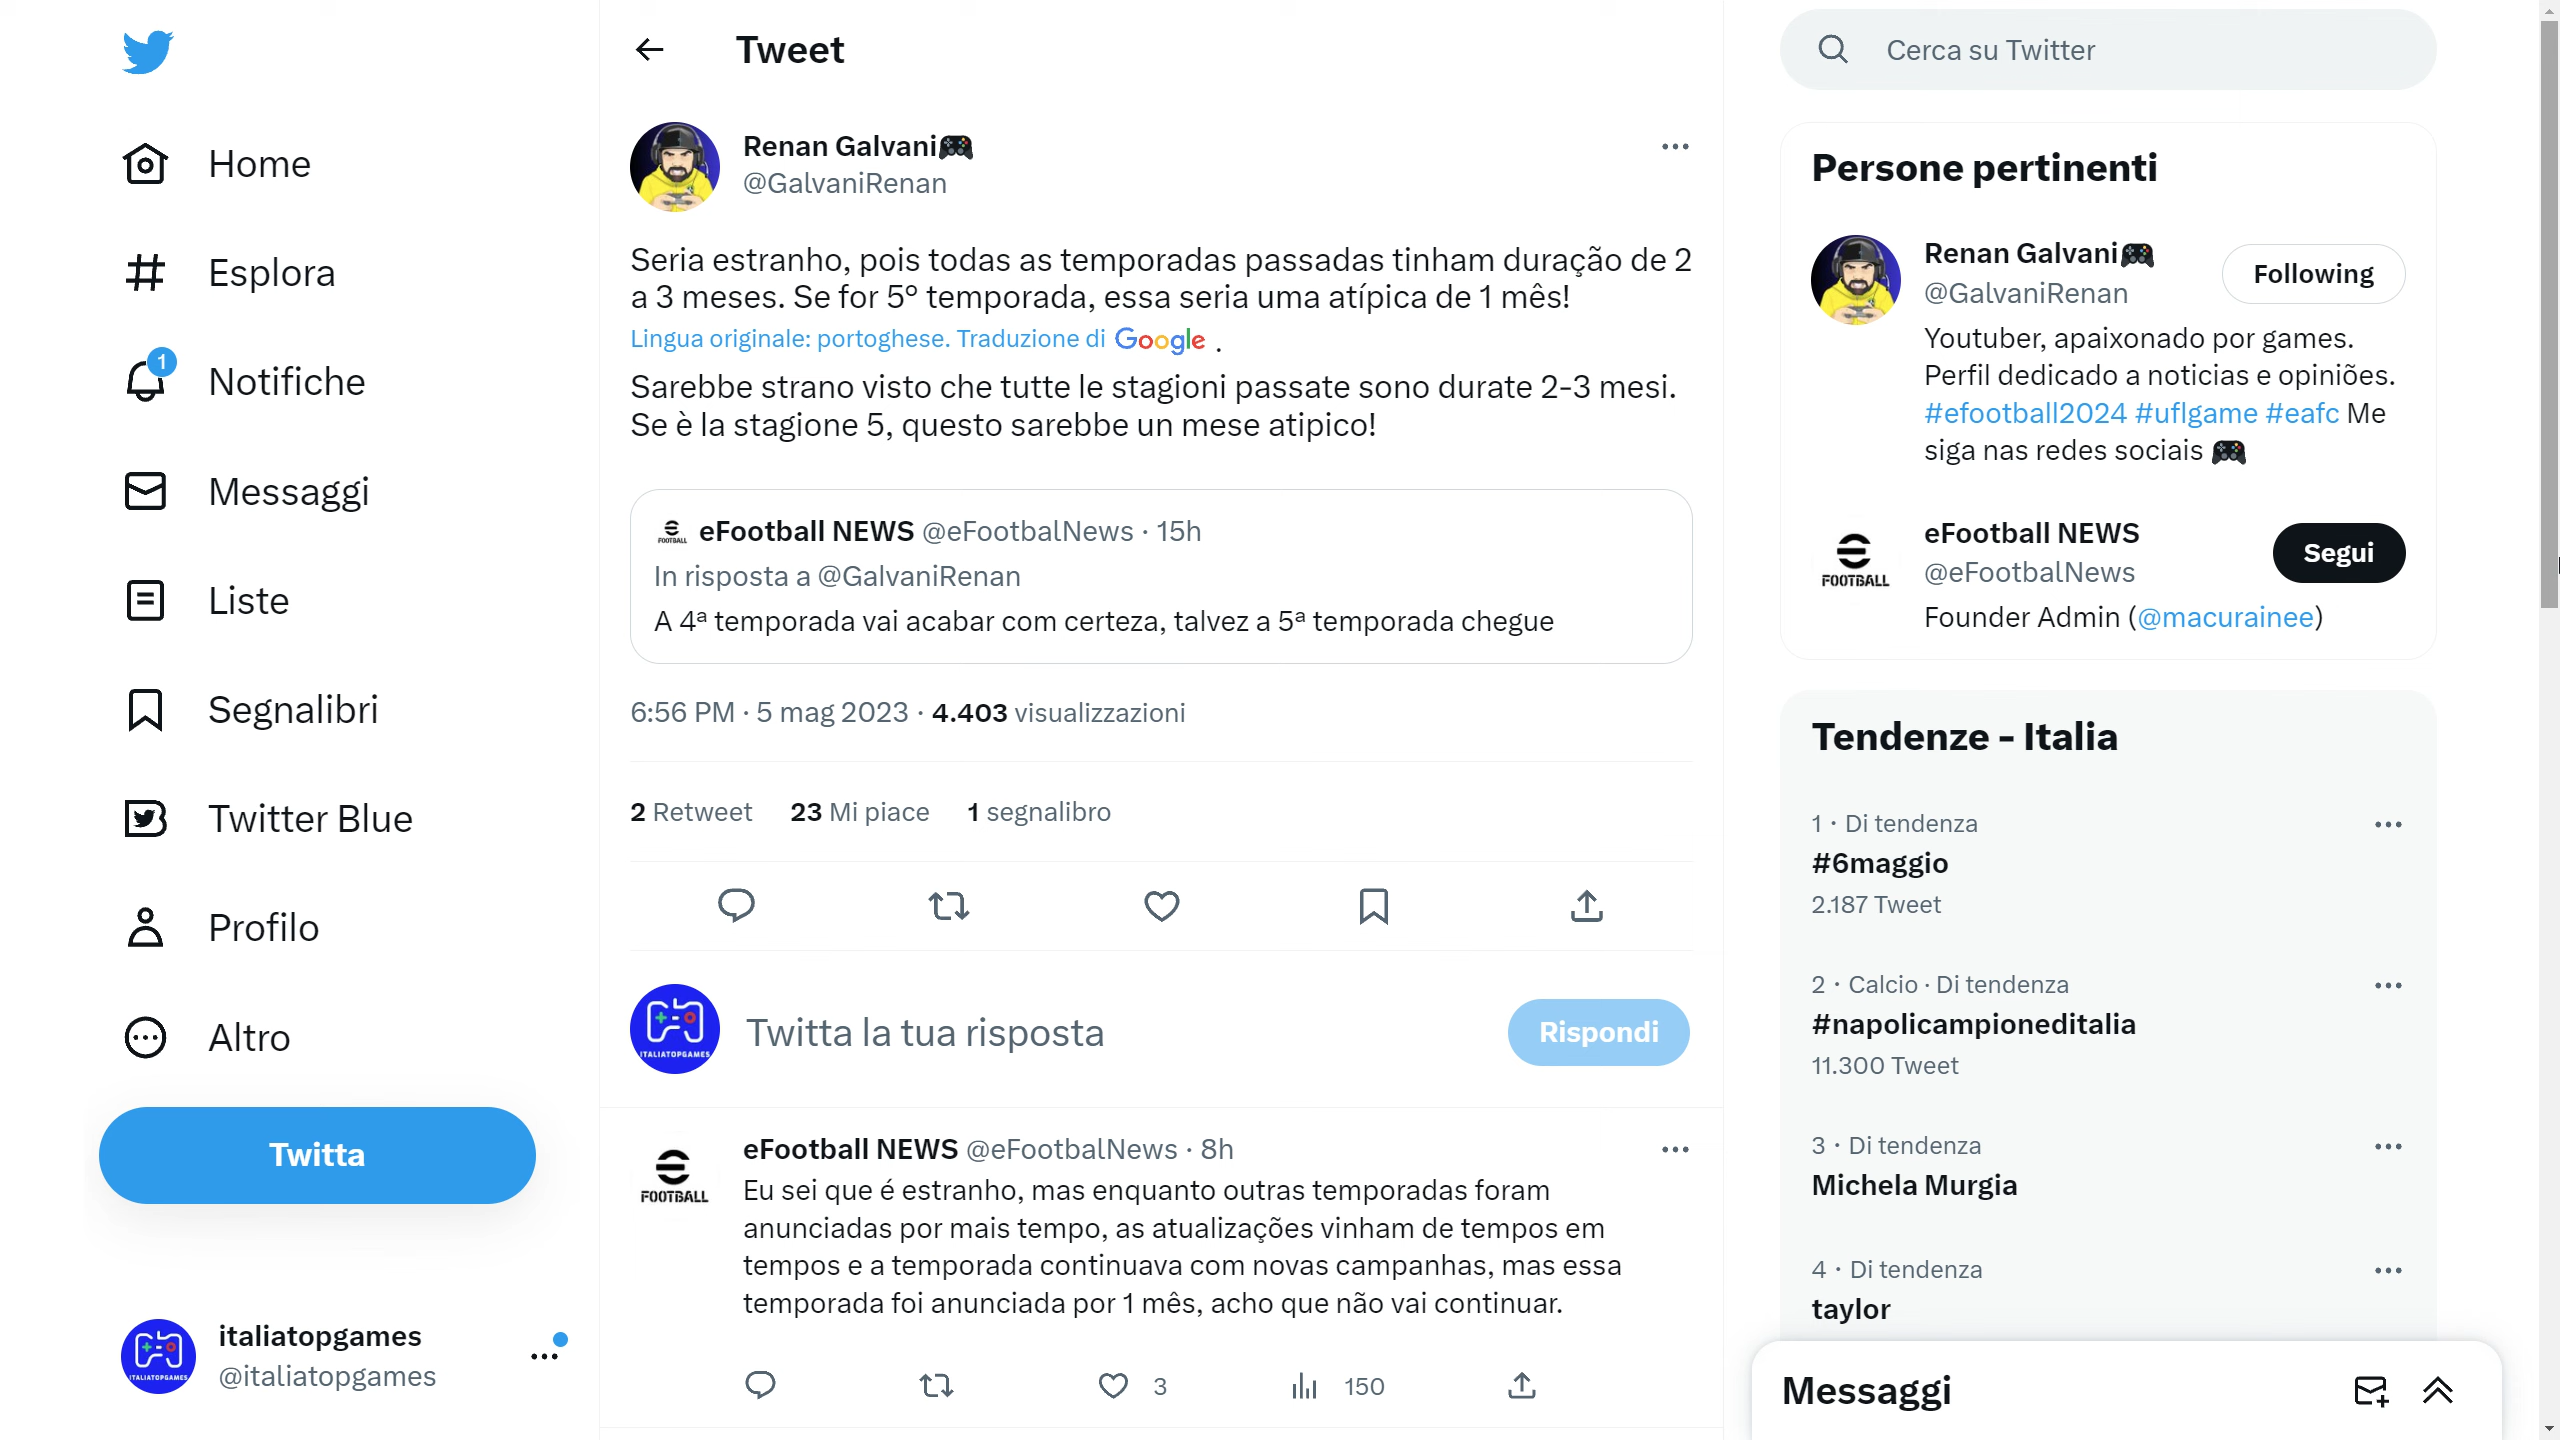 Home
Esplora
1
Notifiche
Messaggi
Liste
Segnalibri
Twitter Blue
Profilo
Altro
Twitta
italiatopgames
@italiatopgames
Tweet
Renan Galvani
@GalvaniRenan
Seria estranho, pois todas as temporadas passadas tinham duração de 2
a 3 meses. Se for 5º temporada, essa seria uma atípica de 1 mês!
Lingua originale: portoghese. Traduzione di Google .
Sarebbe strano visto che tutte le stagioni passate sono durate 2-3 mesi.
Se è la stagione 5, questo sarebbe un mese atipico!
FOOTBALL
eFootball NEWS @eFootbalNews · 15h
In risposta a @GalvaniRenan
A 4ª temporada vai acabar com certeza, talvez a 5ª temporada chegue
6:56 PM · 5 mag 2023 · 4.403 visualizzazioni
2 Retweet 23 Mi piace 1 segnalibro
ITALIATOPGAMES
Twitta la tua risposta
Rispondi
FOOTBALL
eFootball NEWS @eFootbalNews · 8h
Eu sei que é estranho, mas enquanto outras temporadas foram
anunciadas por mais tempo, as atualizações vinham de tempos em
tempos e a temporada continuava com novas campanhas, mas essa
temporada foi anunciada por 1 mês, acho que não vai continuar.
3 150
Cerca su Twitter
Persone pertinenti
Renan Galvani
@GalvaniRenan
Following
Youtuber, apaixonado por games.
Perfil dedicado a noticias e opiniões.
#efootball2024 #uflgame #eafc Me
siga nas redes sociais
FOOTBALL
eFootball NEWS
@eFootbalNews
Segui
Founder Admin (@macurainee)
Tendenze - Italia
1 · Di tendenza
#6maggio
2.187 Tweet
2 · Calcio · Di tendenza
#napolicampioneditalia
11.300 Tweet
3 · Di tendenza
Michela Murgia
4 · Di tendenza
taylor
Messaggi
ITALIATOPGAMES